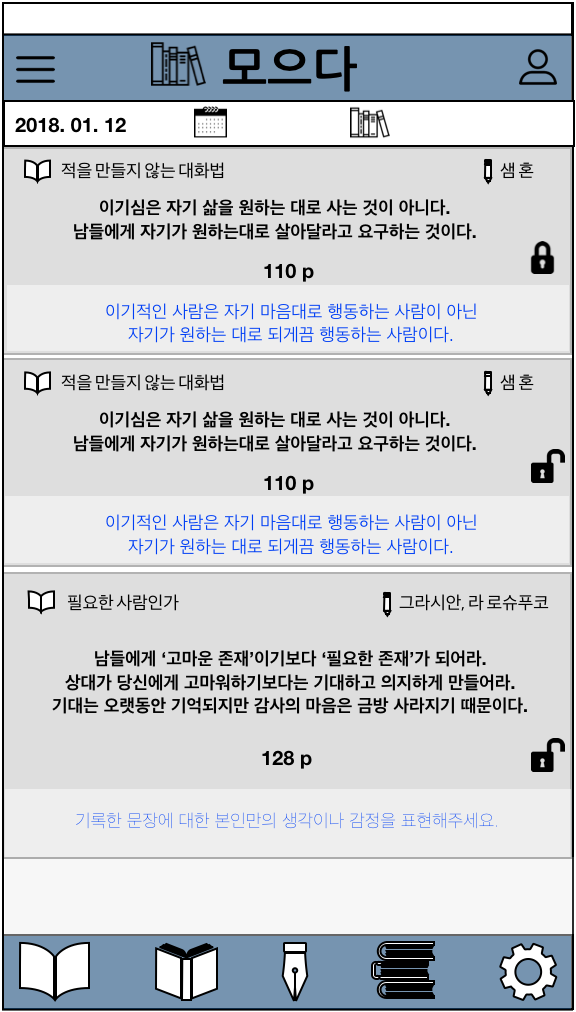 모으다
2018. 01. 12
적을 만들지 않는 대화법
샘 혼
이기심은 자기 삶을 원하는 대로 사는 것이 아니다.
남들에게 자기가 원하는대로 살아달라고 요구하는 것이다.
110 p
이기적인 사람은 자기 마음대로 행동하는 사람이 아닌
자기가 원하는 대로 되게끔 행동하는 사람이다.
적을 만들지 않는 대화법
샘 혼
이기심은 자기 삶을 원하는 대로 사는 것이 아니다.
남들에게 자기가 원하는대로 살아달라고 요구하는 것이다.
110 p
이기적인 사람은 자기 마음대로 행동하는 사람이 아닌
자기가 원하는 대로 되게끔 행동하는 사람이다.
필요한 사람인가
그라시안, 라 로슈푸코
남들에게 ‘고마운 존재’이기보다 ‘필요한 존재’가 되어라.
상대가 당신에게 고마워하기보다는 기대하고 의지하게 만들어라.
기대는 오랫동안 기억되지만 감사의 마음은 금방 사라지기 때문이다.
128 p
기록한 문장에 대한 본인만의 생각이나 감정을 표현해주세요.